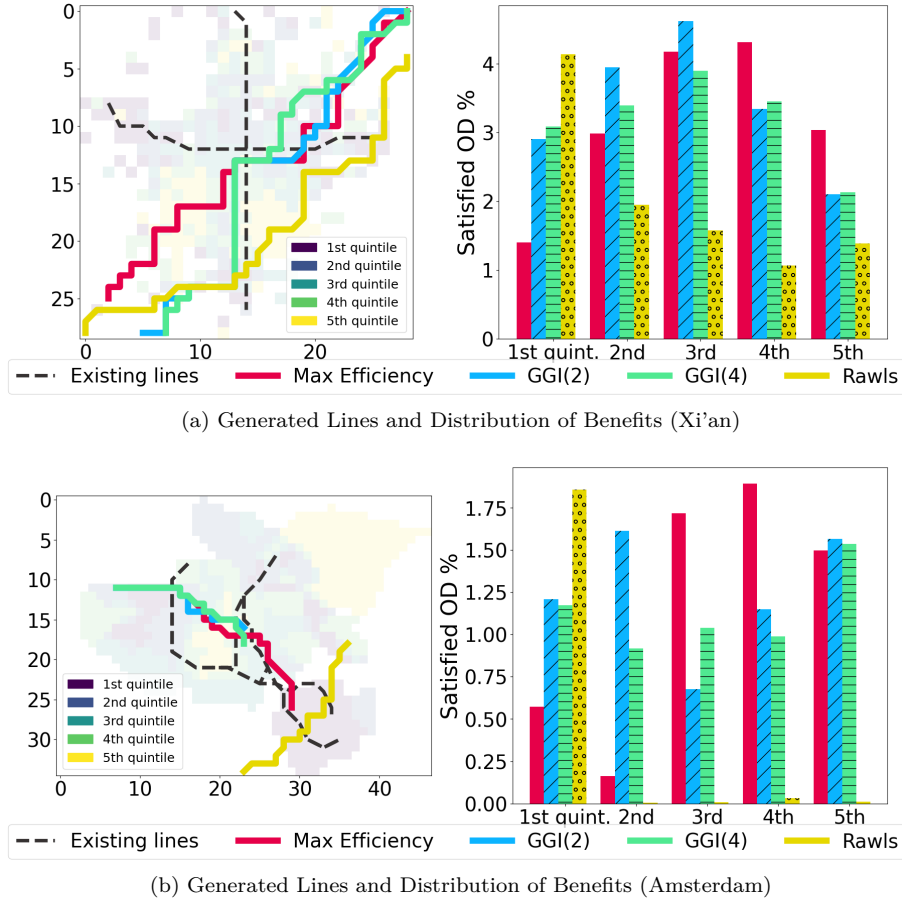 0
5
10
15
20
25
0
10
20
1st quintile
2nd quintile
3rd quintile
4th quintile
5th quintile
Satisfied OD %
4
3
2
1
0
1st quint.
2nd
3rd
4th
5th
Existing lines
Max Efficiency
GGI(2)
GGI(4)
Rawls
(a) Generated Lines and Distribution of Benefits (Xi'an)
0
5
10
15
20
25
30
0
10
20
30
40
1st quintile
2nd quintile
3rd quintile
4th quintile
5th quintile
Satisfied OD %
1.75
1.50
1.25
1.00
0.75
0.50
0.25
0.00
1st quint.
2nd
3rd
4th
5th
Existing lines
Max Efficiency
GGI(2)
GGI(4)
Rawls
(b) Generated Lines and Distribution of Benefits (Amsterdam)